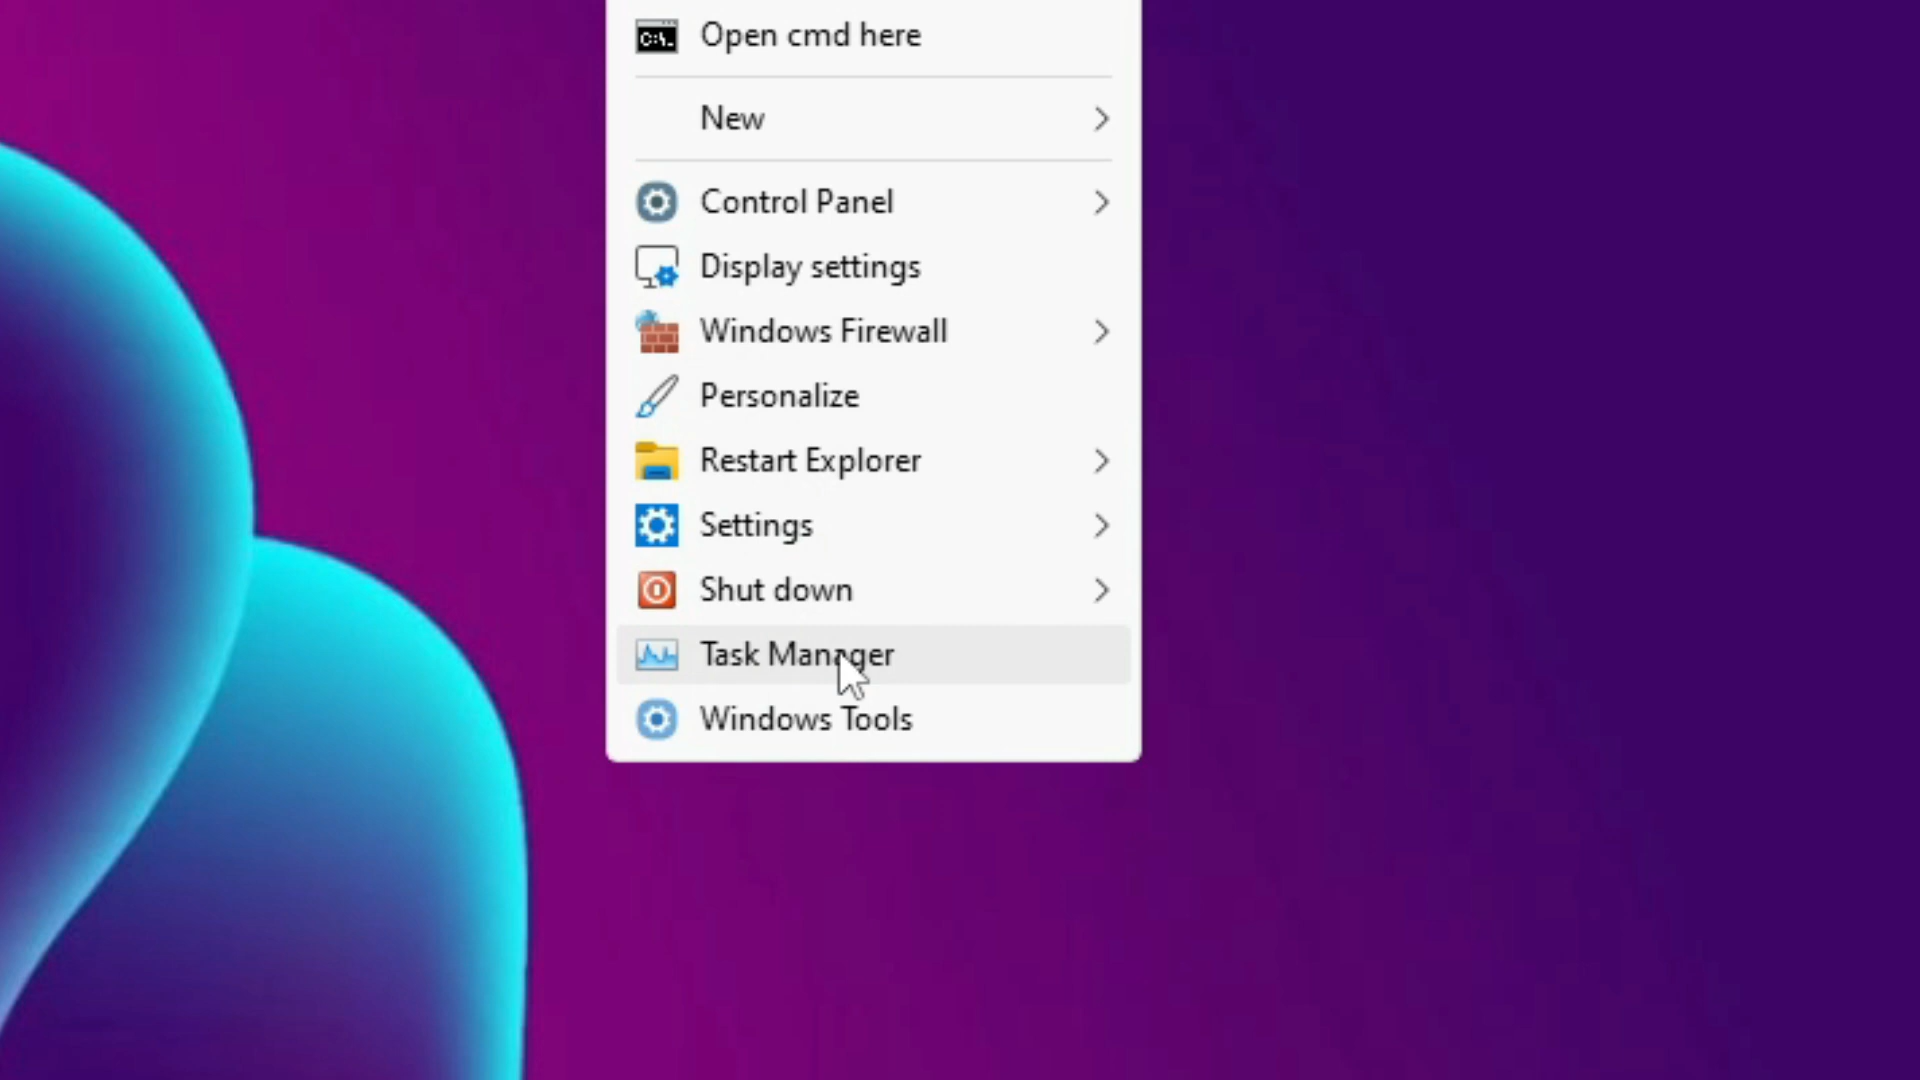 Open cmd here
New
Control Panel
Display settings
Windows Firewall
Personalize
Restart Explorer
Settings
Shut down
Task Manager
Windows Tools